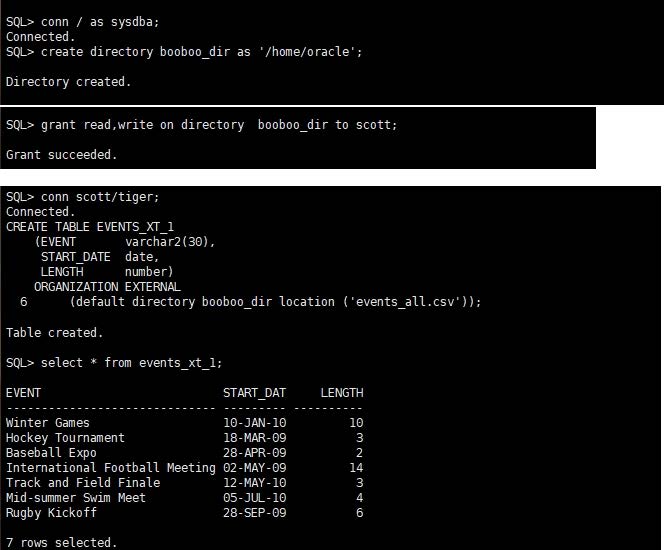 SQL> conn / as sysdba;
Connected.
SQL> create directory booboo_dir as '/home/oracle';
Directory created.
SQL> grant read,write on directory  booboo_dir to scott;
Grant succeeded.
SQL> conn scott/tiger;
Connected.
CREATE TABLE EVENTS_XT_1
    (EVENT       varchar2(30),
     START_DATE  date,
     LENGTH      number)
    ORGANIZATION EXTERNAL
  6      (default directory booboo_dir location ('events_all.csv'));
Table created.
SQL> select * from events_xt_1;
EVENT                          START_DAT     LENGTH
------------------------------ --------- ----------
Winter Games                   10-JAN-10         10
Hockey Tournament              18-MAR-09          3
Baseball Expo                  28-APR-09          2
International Football Meeting 02-MAY-09         14
Track and Field Finale         12-MAY-10          3
Mid-summer Swim Meet           05-JUL-10          4
Rugby Kickoff                  28-SEP-09          6
7 rows selected.